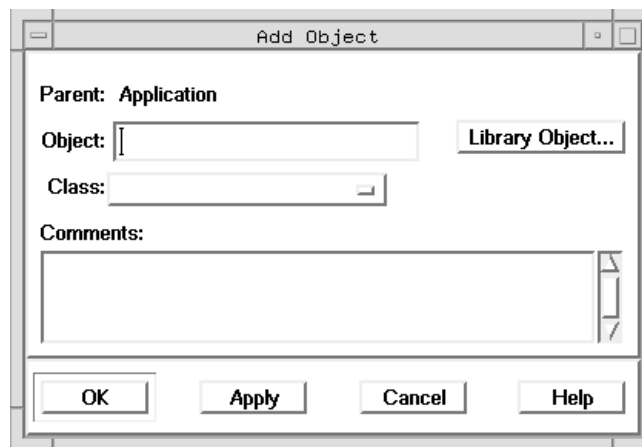 Add Object
Parent: Application
Object:
Library Object...
Class:
Comments:
OK Apply Cancel Help